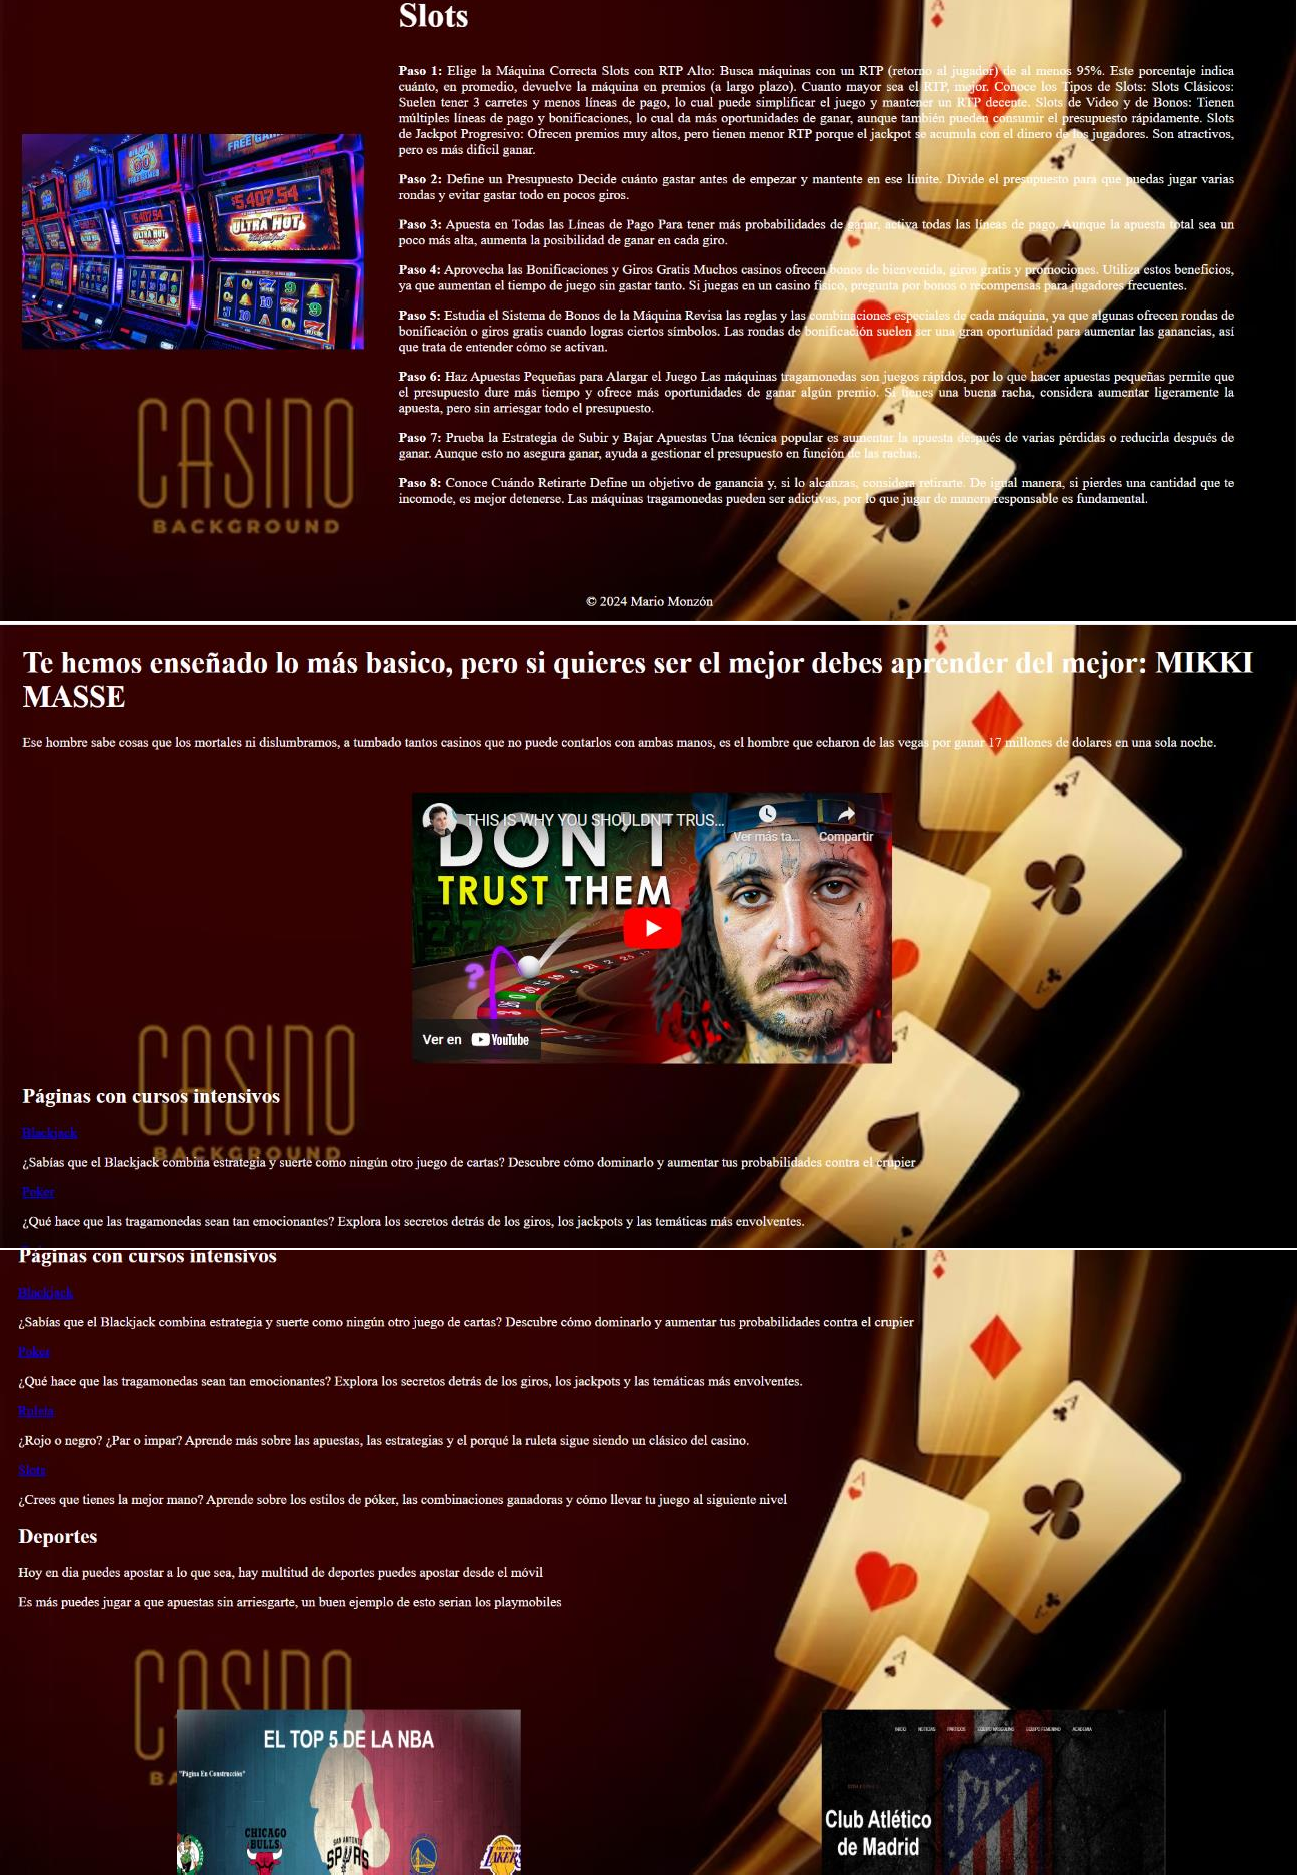 Slots
Paso 1: Elige la Máquina Correcta Slots con RTP Alto: Busca máquinas con un RTP (retorno al jugador) de al menos 95%. Este porcentaje indica
cuánto, en promedio, devuelve la máquina en premios (a largo plazo). Cuanto mayor sea el RTP, mejor. Conoce los Tipos de Slots: Slots Clásicos:
Suelen tener 3 carretes y menos líneas de pago, lo cual puede simplificar el juego y mantener un RTP decente. Slots de Video y de Bonos: Tienen
múltiples líneas de pago y bonificaciones, lo cual da más oportunidades de ganar, aunque también pueden consumir el presupuesto rápidamente. Slots
de Jackpot Progresivo: Ofrecen premios muy altos, pero tienen menor RTP porque el jackpot se acumula con el dinero de los jugadores. Son atractivos,
pero es más difícil ganar.
Paso 2: Define un Presupuesto Decide cuánto gastar antes de empezar y mantente en ese límite. Divide el presupuesto para que puedas jugar varias
rondas y evitar gastar todo en pocos giros.
Paso 3: Apuesta en Todas las Líneas de Pago Para tener más probabilidades de ganar, activa todas las líneas de pago. Aunque la apuesta total sea un
poco más alta, aumenta la posibilidad de ganar en cada giro.
Paso 4: Aprovecha las Bonificaciones y Giros Gratis Muchos casinos ofrecen bonos de bienvenida, giros gratis y promociones. Utiliza estos beneficios,
ya que aumentan el tiempo de juego sin gastar tanto. Si juegas en un casino físico, pregunta por bonos o recompensas para jugadores frecuentes.
Paso 5: Estudia el Sistema de Bonos de la Máquina Revisa las reglas y las combinaciones especiales de cada máquina, ya que algunas ofrecen rondas de
bonificación o giros gratis cuando logras ciertos símbolos. Las rondas de bonificación suelen ser una gran oportunidad para aumentar las ganancias, así
que trata de entender cómo se activan.
Paso 6: Haz Apuestas Pequeñas para Alargar el Juego Las máquinas tragamonedas son juegos rápidos, por lo que hacer apuestas pequeñas permite que
el presupuesto dure más tiempo y ofrece más oportunidades de ganar algún premio. Si tienes una buena racha, considera aumentar ligeramente la
apuesta, pero sin arriesgar todo el presupuesto.
Paso 7: Prueba la Estrategia de Subir y Bajar Apuestas Una técnica popular es aumentar la apuesta después de varias pérdidas o reducirla después de
ganar. Aunque esto no asegura ganar, ayuda a gestionar el presupuesto en función de las rachas.
Paso 8: Conoce Cuándo Retirarte Define un objetivo de ganancia y, si lo alcanzas, considera retirarte. De igual manera, si pierdes una cantidad que te
incomode, es mejor detenerse. Las máquinas tragamonedas pueden ser adictivas, por lo que jugar de manera responsable es fundamental.
FREE GAME
$5,407.54
5,407.54
ULTRA HOT
ULTRA HOT
CASINO
BACKGROUND
© 2024 Mario Monzón
Te hemos enseñado lo más basico, pero si quieres ser el mejor debes aprender del mejor: MIKKI
MASSE
Ese hombre sabe cosas que los mortales ni dislumbramos, a tumbado tantos casinos que no puede contarlos con ambas manos, es el hombre que echaron de las vegas por ganar 17 millones de dolares en una sola noche.
THIS IS WHY YOU SHOULDN'T TRUS...
Ver más ta...
Compartir
DON'T
TRUST THEM
Ver en YouTube
CASINO
BACKGROUND
Páginas con cursos intensivos
Blackjack
¿Sabías que el Blackjack combina estrategia y suerte como ningún otro juego de cartas? Descubre cómo dominarlo y aumentar tus probabilidades contra el crupier
Poker
¿Qué hace que las tragamonedas sean tan emocionantes? Explora los secretos detrás de los giros, los jackpots y las temáticas más envolventes.
Páginas con cursos intensivos
Blackjack
¿Sabías que el Blackjack combina estrategia y suerte como ningún otro juego de cartas? Descubre cómo dominarlo y aumentar tus probabilidades contra el crupier
Poker
¿Qué hace que las tragamonedas sean tan emocionantes? Explora los secretos detrás de los giros, los jackpots y las temáticas más envolventes.
Ruleta
¿Rojo o negro? ¿Par o impar? Aprende más sobre las apuestas, las estrategias y el porqué la ruleta sigue siendo un clásico del casino.
Slots
¿Crees que tienes la mejor mano? Aprende sobre los estilos de póker, las combinaciones ganadoras y cómo llevar tu juego al siguiente nivel
Deportes
Hoy en dia puedes apostar a lo que sea, hay multitud de deportes puedes apostar desde el móvil
Es más puedes jugar a que apuestas sin arriesgarte, un buen ejemplo de esto serian los playmobiles
CASINO
EL TOP 5 DE LA NBA
"Página En Construcción"
CHICAGO
BULLS
SAN ANTONIO
SPURS
LAKERS
INICIO NOTICIAS PARTIDOS EQUIPO MASCULINO EQUIPO FEMENINO ACADEMIA
Club Atlético
de Madrid